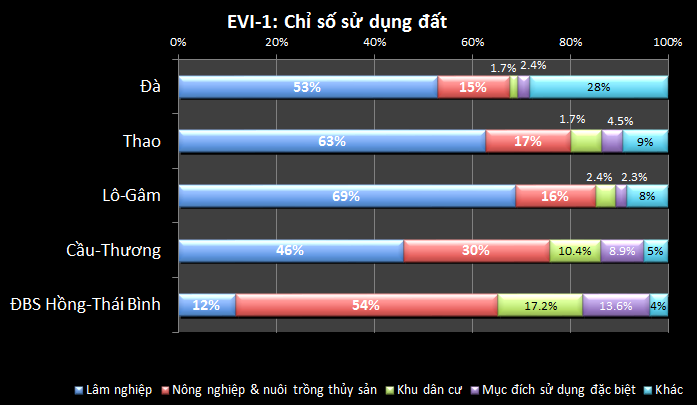 EVI-1: Chỉ số sử dụng đất
0% 20% 40% 60% 80% 100%
Đà 53% 15% 1.7% 2.4% 28%
Thao 63% 17% 1.7% 4.5% 9%
Lô-Gâm 69% 16% 2.4% 2.3% 8%
Cầu-Thương 46% 30% 10.4% 8.9% 5%
ĐBS Hồng-Thái Bình 12% 54% 17.2% 13.6% 4%
Lâm nghiệp Nông nghiệp & nuôi trồng thủy sản Khu dân cư Mục đích sử dụng đặc biệt Khác